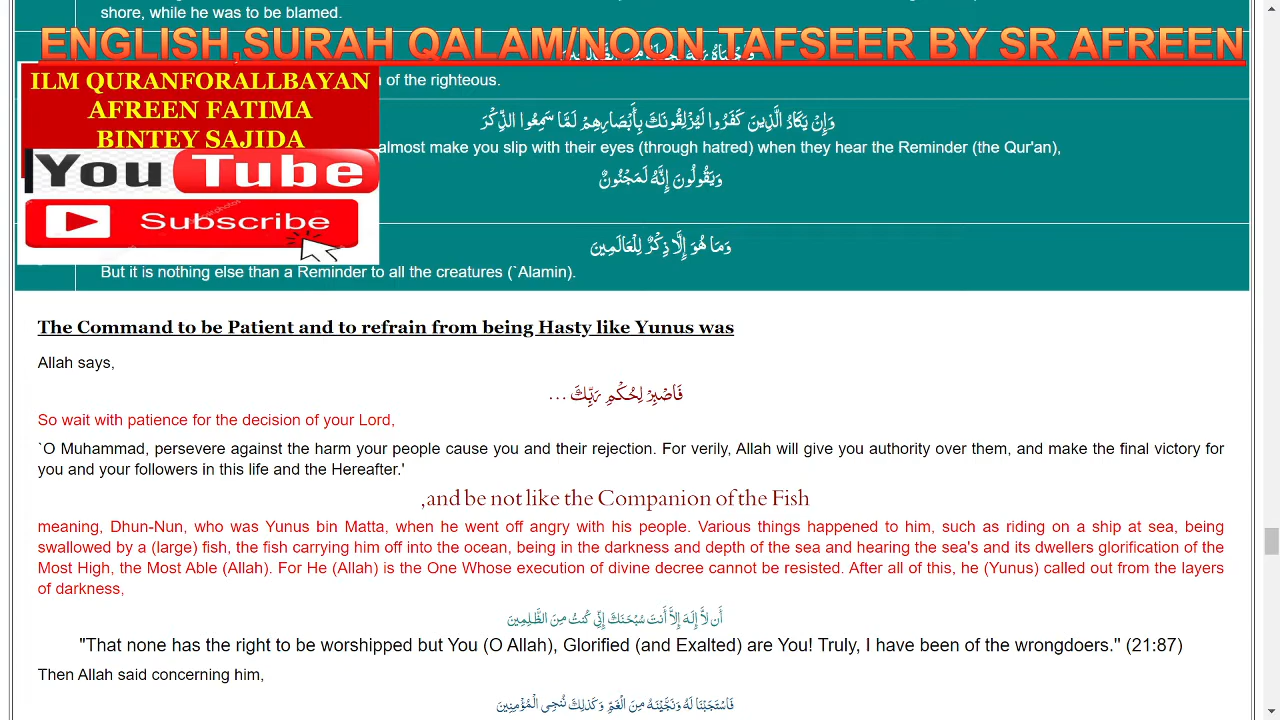 shore, while he was to be blamed.
ENGLISH,SURAH QALAM/NOON,TAFSEER BY SR AFREEN
ILM QURANFORALLBAYAN
AFREEN FATIMA
BINTEY SAJIDA
You Tube
Subscribe
of the righteous.
وَإِن يَكَادُ الَّذِينَ كَفَرُوا لَيُزْلِقُونَكَ بِأَبْصَارِهِمْ لَمَّا سَمِعُوا الذِّكْرَ
almost make you slip with their eyes (through hatred) when they hear the Reminder (the Qur'an),
وَيَقُولُونَ إِنَّهُ لَمَجْنُونٌ
وَمَا هُوَ إِلَّا ذِكْرٌ لِلْعَالَمِينَ
But it is nothing else than a Reminder to all the creatures (`Alamin).
The Command to be Patient and to refrain from being Hasty like Yunus was
Allah says,
فَاصْبِرْ لِحُكْمِ رَبِّكَ ...
So wait with patience for the decision of your Lord,
`O Muhammad, persevere against the harm your people cause you and their rejection. For verily, Allah will give you authority over them, and make the final victory for
you and your followers in this life and the Hereafter.'
,and be not like the Companion of the Fish
meaning, Dhun-Nun, who was Yunus bin Matta, when he went off angry with his people. Various things happened to him, such as riding on a ship at sea, being
swallowed by a (large) fish, the fish carrying him off into the ocean, being in the darkness and depth of the sea and hearing the sea's and its dwellers glorification of the
Most High, the Most Able (Allah). For He (Allah) is the One Whose execution of divine decree cannot be resisted. After all of this, he (Yunus) called out from the layers
of darkness,
أَن لاَّ إِلَـهَ إِلاَّ أَنتَ سُبْحَـنَكَ إِنِّي كُنتُ مِنَ الظَّـلِمِينَ
"That none has the right to be worshipped but You (O Allah), Glorified (and Exalted) are You! Truly, I have been of the wrongdoers." (21:87)
Then Allah said concerning him,
فَاسْتَجَبْنَا لَهُ وَنَجَّيْنَـهُ مِنَ الْغَمِّ وَكَذلِكَ نُنجِى الْمُؤْمِنِينَ